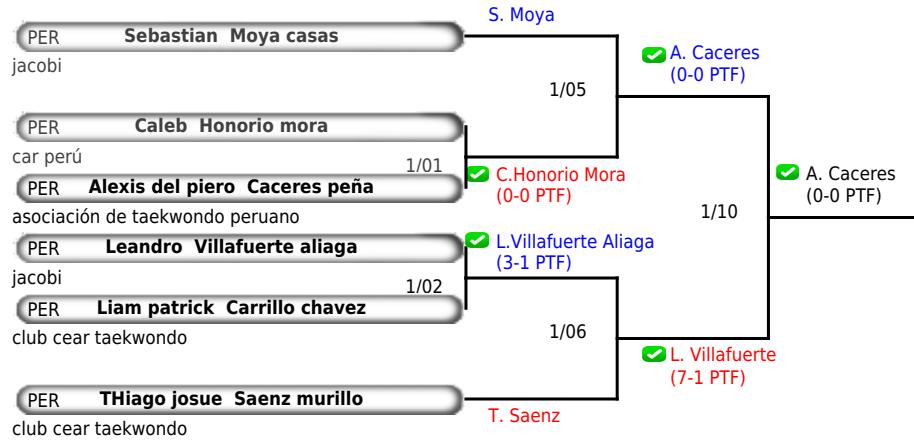 S. Moya
PER Sebastian Moya casas
jacobi
A. Caceres
(0-0 PTF)
1/05
PER Caleb Honorio mora
car perú
1/01
C.Honorio Mora
(0-0 PTF)
PER Alexis del piero Caceres peña
asociación de taekwondo peruano
A. Caceres
(0-0 PTF)
1/10
PER Leandro Villafuerte aliaga
jacobi
L.Villafuerte Aliaga
(3-1 PTF)
1/02
PER Liam patrick Carrillo chavez
club cear taekwondo
1/06
L. Villafuerte
(7-1 PTF)
PER THiago josue Saenz murillo
club cear taekwondo
T. Saenz